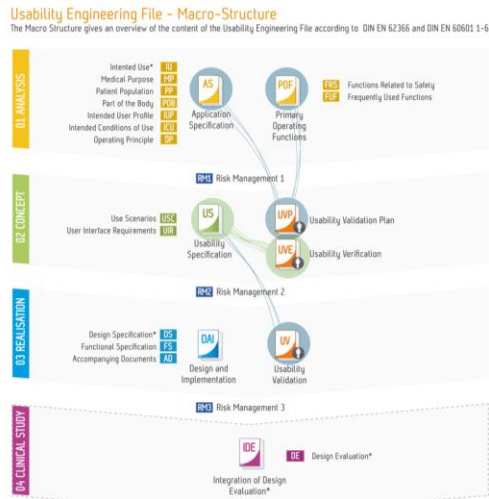 Usability Engineering File - Macro-Structure
The Macro Structure gives an overview of the content of the Usability Engineering File according to DIN EN 62366 and DIN EN 60601 1-6
01 ANALYSIS
Intented Use* IU
Medical Purpose MP
Patient Population PP
Part of the Body POB
Intended User Profile IUP
Intended Conditions of Use ICU
Operating Principle OP
AS
Application
Specification
POF
Primary
Operating
Functions
FRS Functions Related to Safety
FUF Frequently Used Functions
RM1 Risk Management 1
02 CONCEPT
Use Scenarios USC
User Interface Requirements UIR
US
Usability
Specification
UVP Usability Validation Plan
UVE Usability Verification
RM2 Risk Management 2
03 REALISATION
Design Specification* DS
Functional Specification FS
Accompanying Documents AD
DAI
Design and
Implementation
UV
Usability
Validation
RM3 Risk Management 3
04 CLINICAL STUDY
IDE
Integration of Design
Evaluation*
DE Design Evaluation*